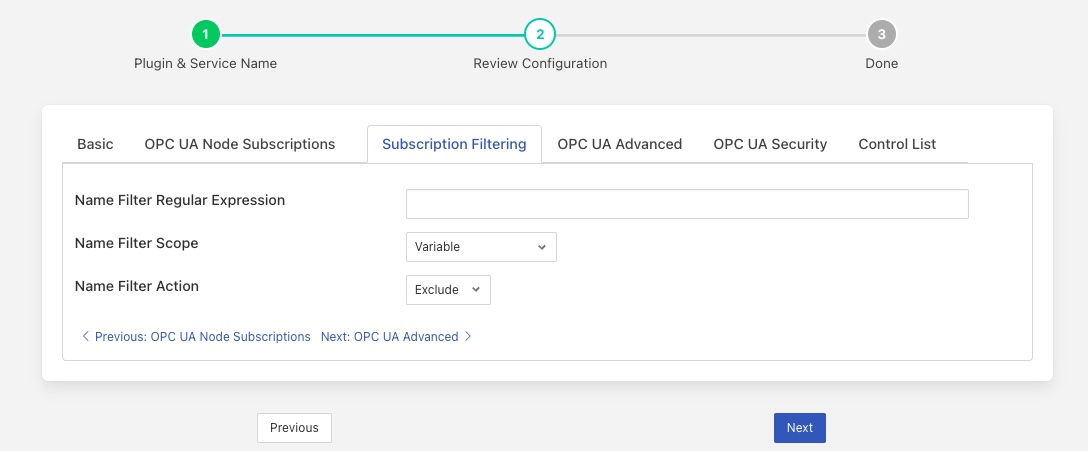 1 2 3
Plugin & Service Name Review Configuration Done
Basic OPC UA Node Subscriptions Subscription Filtering OPC UA Advanced OPC UA Security Control List
Name Filter Regular Expression
Name Filter Scope Variable
Name Filter Action Exclude
Previous: OPC UA Node Subscriptions Next: OPC UA Advanced
Previous Next